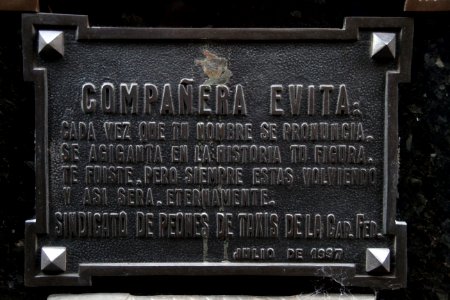 COMPAÑERA EVITA:
CADA VEZ QUE TU NOMBRE SE PRONUNCIA.
SE AGIGANTA EN LA HISTORIA TU FIGURA.
TE FUISTE. PERO SIEMPRE ESTAS VOLVIENDO
Y ASI SERA. ETERNAMENTE.
SINDICATO DE PEONES DE TAXIS DE LA CAP. FED.
JULIO DE 1997